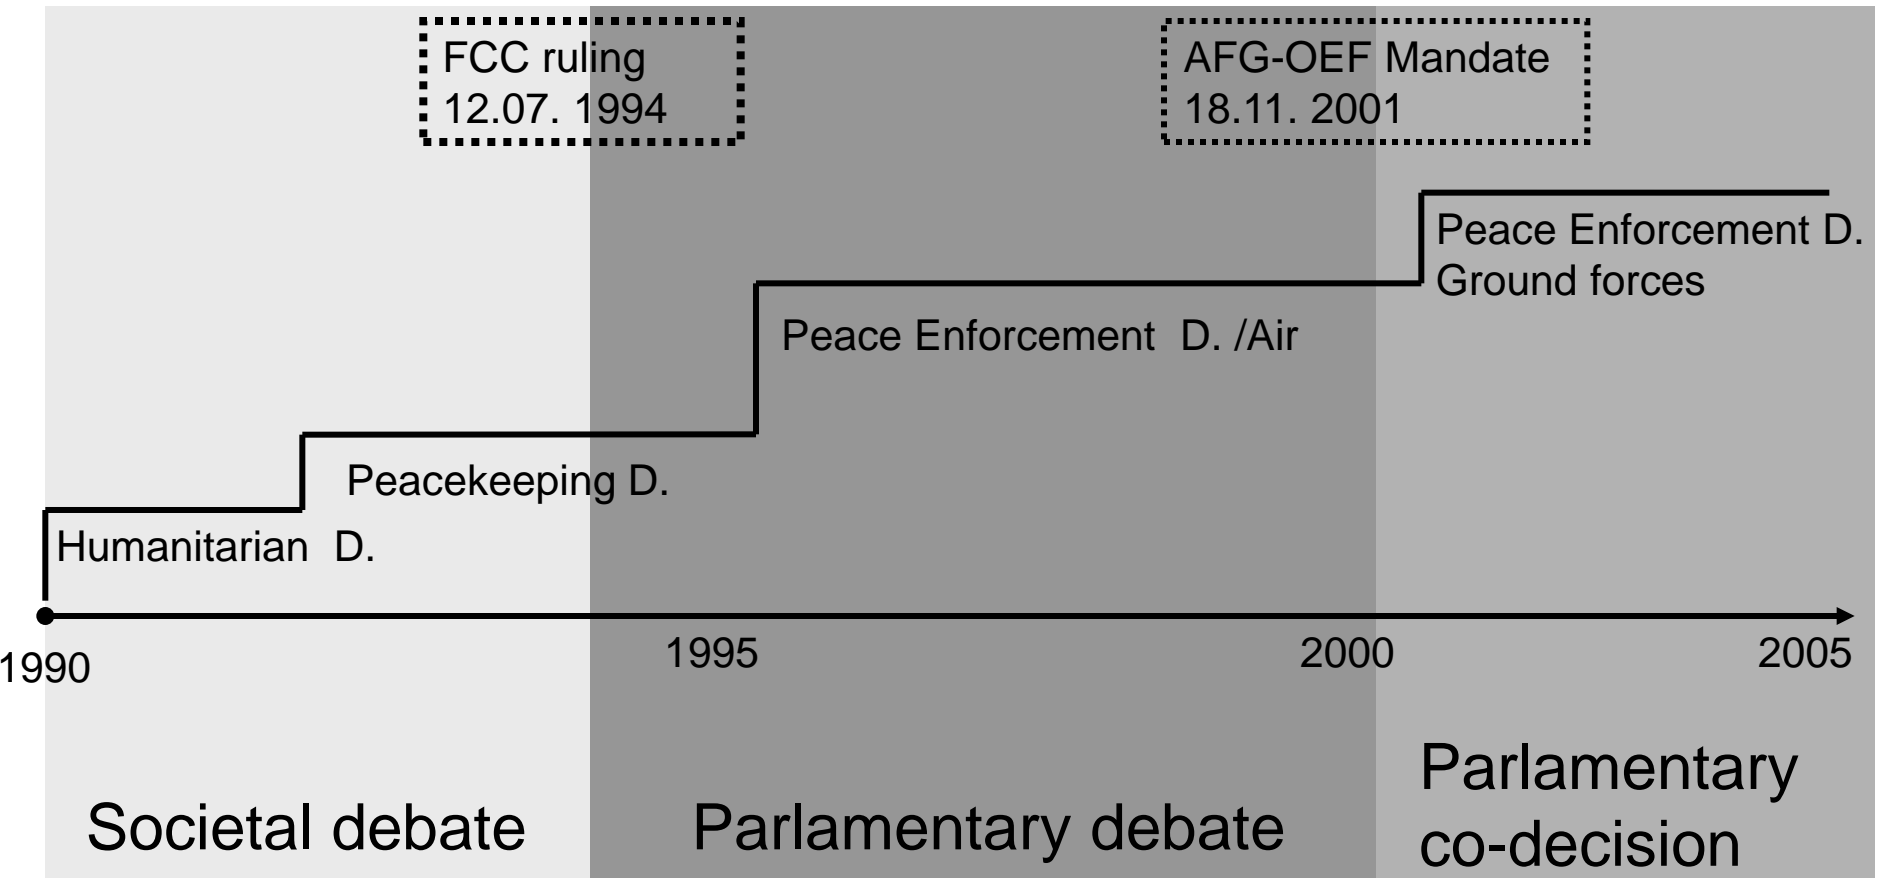 FCC ruling
12.07. 1994
AFG-OEF Mandate
18.11. 2001
Peace Enforcement D.
Ground forces
Peace Enforcement D. /Air
Peacekeeping D.
Humanitarian D.
1990
1995
2000
2005
Societal debate
Parlamentary debate
Parlamentary
co-decision